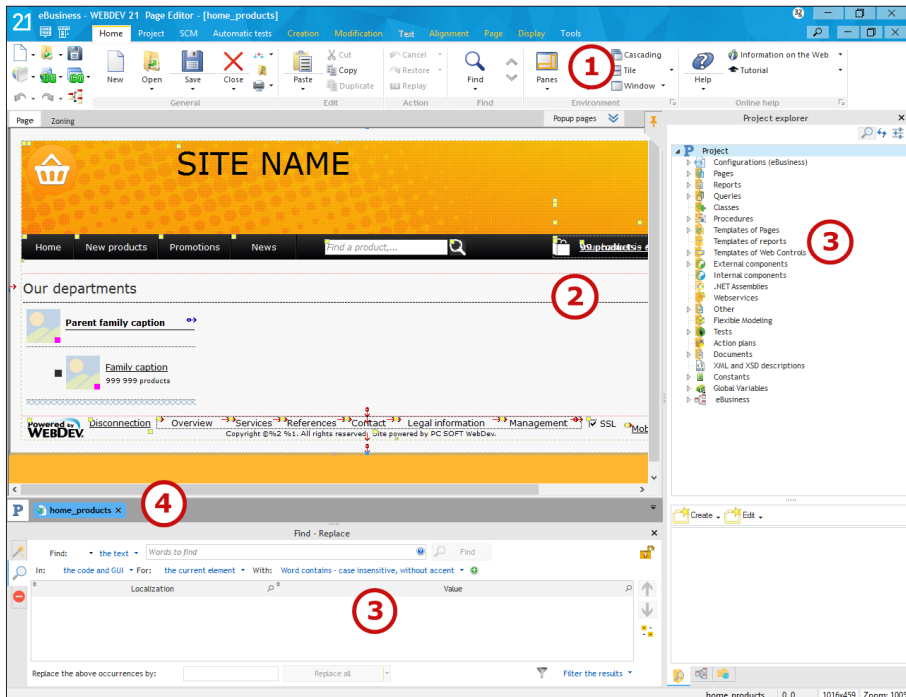 21 eBusiness - WEBDEV 21 Page Editor - [home_products]
Home Project SCM Automatic tests Creation Modification Text Alignment Page Display Tools
New Open Save Close
General
Paste Cut Copy Duplicate
Edit
Cancel Restore Replay
Action
Find
Find
Panes 1 Cascading Tile Window
Environment
Help Information on the Web Tutorial
Online help
Page Zoning Popup pages
SITE NAME
Home New products Promotions News Find a product,...
2
Our departments
Parent family caption
Family caption
999 999 products
Powered by WEBDEV Disconnection Overview Services References Contact Legal information Management SSL
Copyright ©%2 %1. All rights reserved. Site powered by PC SOFT WebDev.
P home_products × 4
Find - Replace
Find: the text Words to find Find
In: the code and GUI For: the current element With: Word contains - case insensitive, without accent
Localization Value
3
Replace the above occurrences by: Replace all Filter the results
Project explorer
Project
Configurations (eBusiness)
Pages
Reports
Queries
Classes
Procedures
Templates of Pages
Templates of reports
3
Templates of Web Controls
External components
Internal components
.NET Assemblies
Webservices
Other
Flexible Modeling
Tests
Action plans
Documents
XML and XSD descriptions
Constants
Global Variables
eBusiness
Create Edit
home_products 0, 0 1016x459 Zoom: 100%